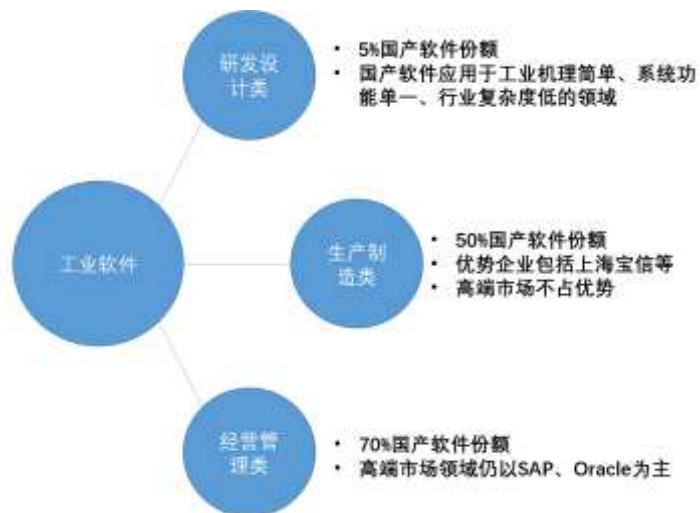 研发设
计类
• 5%国产软件份额
• 国产软件应用于工业机理简单、系统功
能单一、行业复杂度低的领域
工业软件
生产制
造类
• 50%国产软件份额
• 优势企业包括上海宝信等
• 高端市场不占优势
经营管
理类
• 70%国产软件份额
• 高端市场领域仍以SAP、Oracle为主